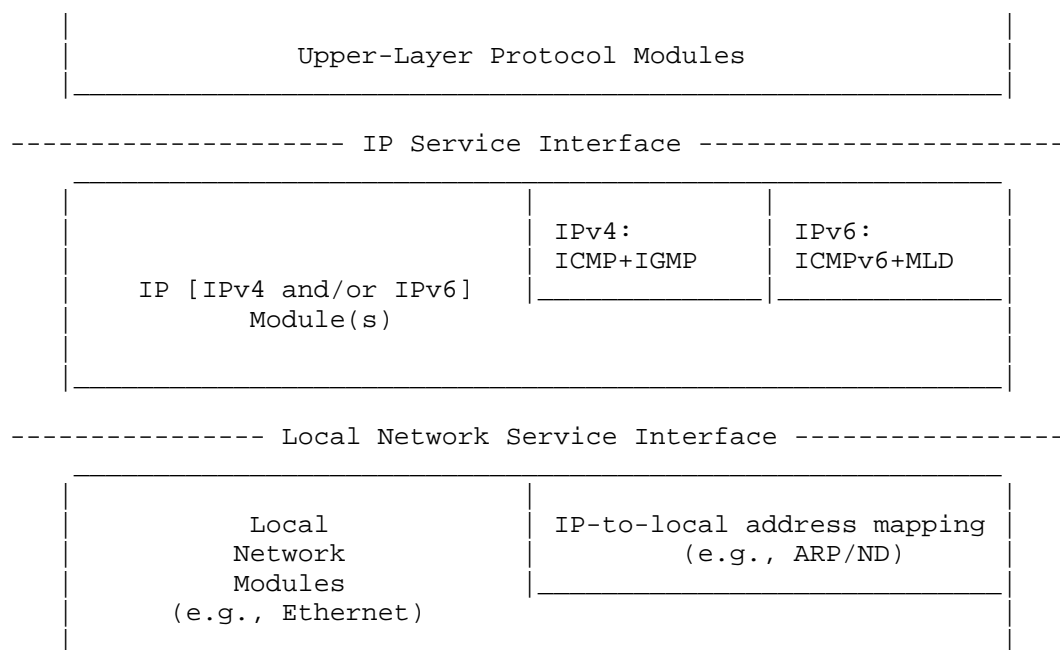 Upper-Layer Protocol Modules
--------------------- IP Service Interface -----------------------
IPv4: IPv6:
ICMP+IGMP ICMPv6+MLD
IP [IPv4 and/or IPv6]
Module(s)
---------------- Local Network Service Interface -----------------
Local IP-to-local address mapping
Network (e.g., ARP/ND)
Modules
(e.g., Ethernet)